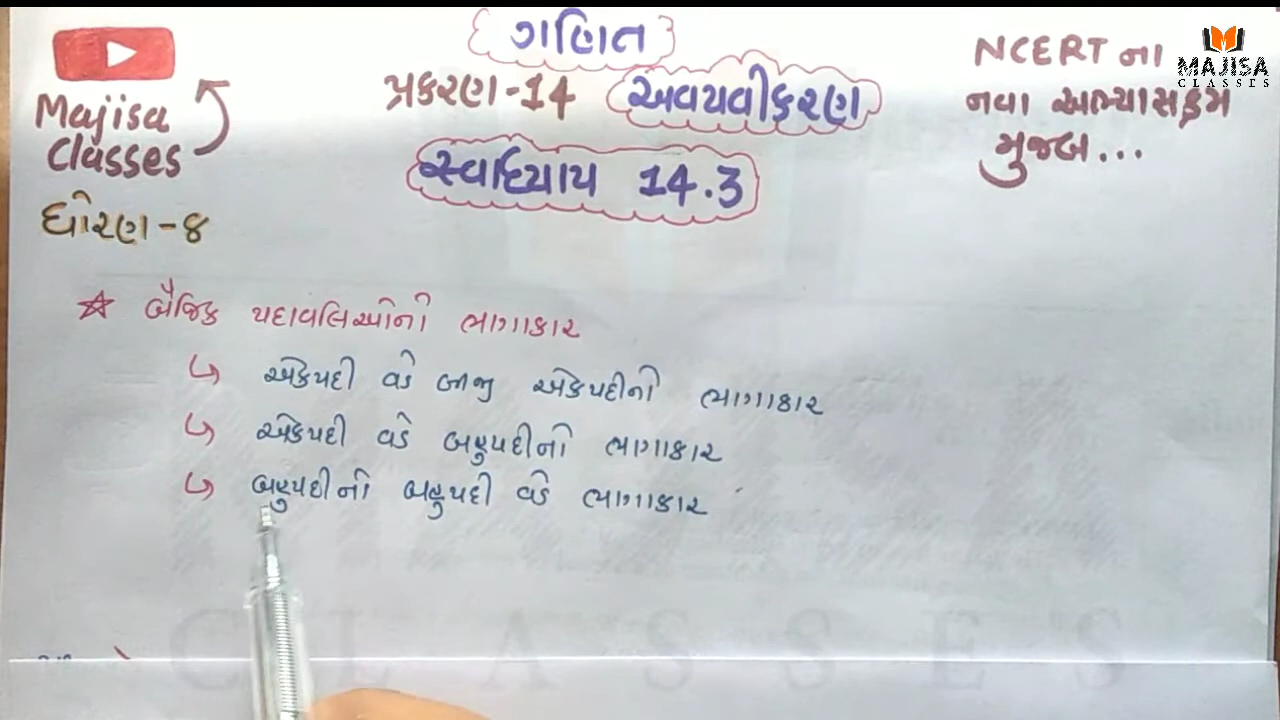 ગણિત
પ્રકરણ-14 અવયવીકરણ
સ્વાધ્યાય 14.3
Majisa
Classes
ધોરણ-૮
NCERT ના
નવા અભ્યાસક્રમ
મુજબ...
MAJISA
CLASSES
☆ બૈજિક પદાવલિઓની ભાગાકાર
↳ એકપદી વડે બીજી એકપદીનો ભાગાકાર
↳ એકપદી વડે બહુપદીનો ભાગાકાર
↳ બહુપદીની બહુપદી વડે ભાગાકાર
CLASSES